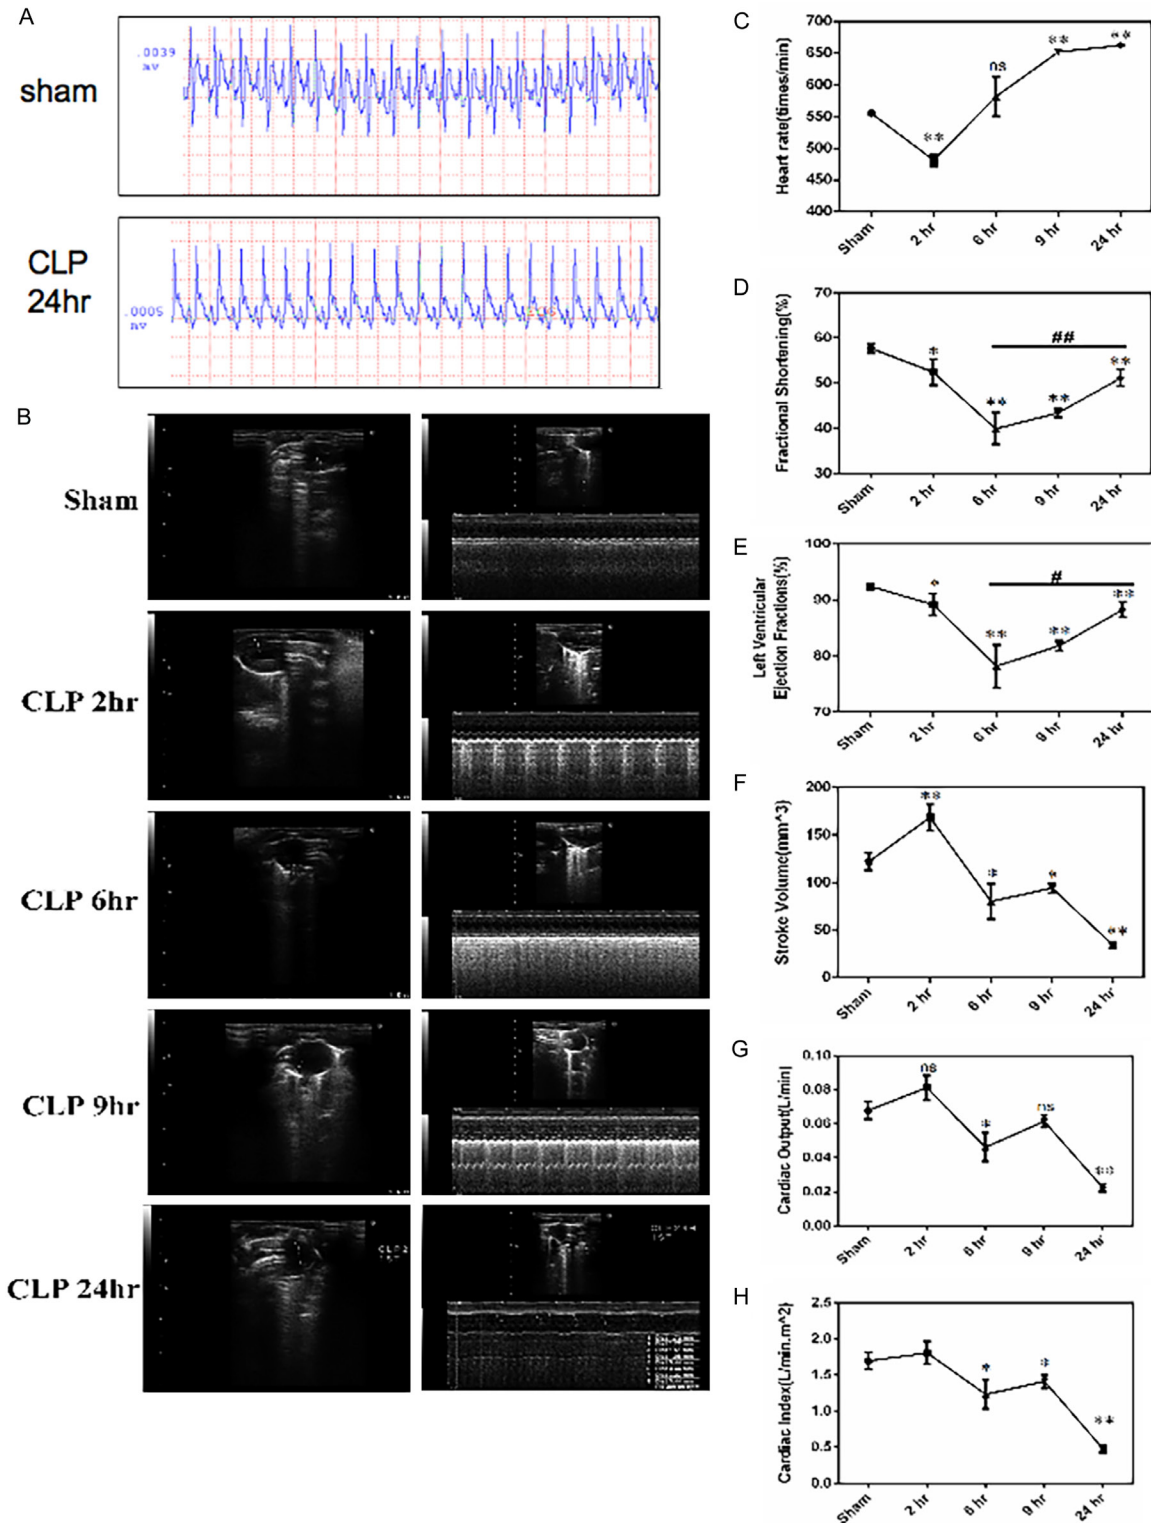 A
sham
.0039
mv
CLP
24hr
.0005
mv
B
Sham
CLP 2hr
CLP 6hr
CLP 9hr
CLP 24hr
C
Heart rate(times/min)
700
650
600
550
500
450
400
**
ns
**
**
Sham
2 hr
6 hr
9 hr
24 hr
D
Fractional Shortening(%)
70
60
50
40
30
*
**
**
**
##
Sham
2 hr
6 hr
9 hr
24 hr
E
Left Ventricular
Ejection Fractions(%)
100
90
80
70
*
**
**
**
#
Sham
2 hr
6 hr
9 hr
24 hr
F
Stroke Volume(mm^3)
200
150
100
50
0
**
*
*
**
Sham
2 hr
6 hr
9 hr
24 hr
G
Cardiac Output(L/min)
0.10
0.08
0.06
0.04
0.02
0.00
ns
*
ns
**
Sham
2 hr
6 hr
9 hr
24 hr
H
Cardiac Index(L/min.m^2)
2.5
2.0
1.5
1.0
0.5
0.0
*
*
**
Sham
2 hr
6 hr
9 hr
24 hr